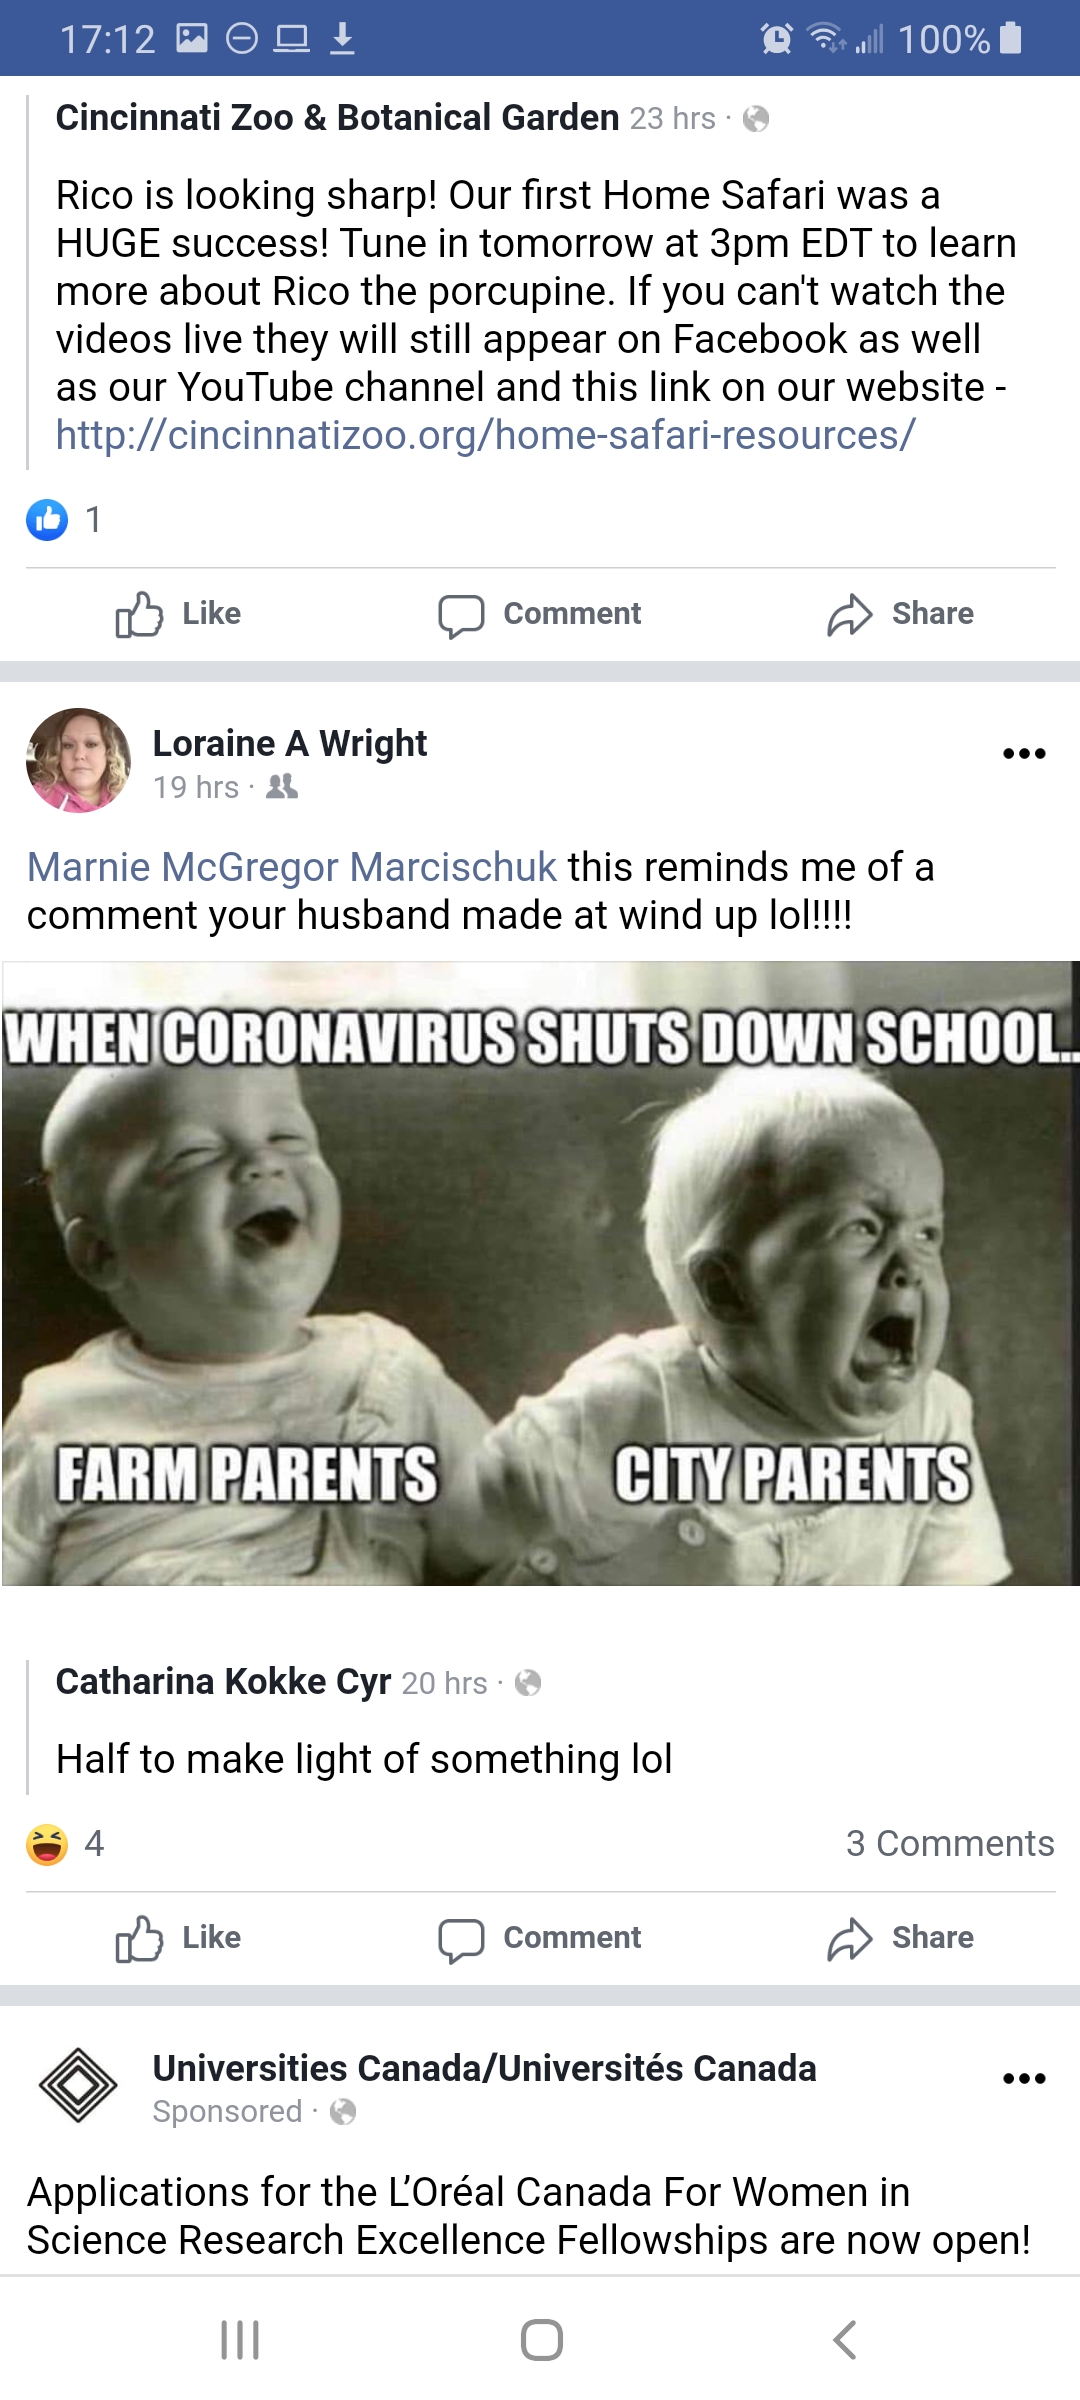 17:12 100%
Cincinnati Zoo & Botanical Garden 23 hrs ·
Rico is looking sharp! Our first Home Safari was a
HUGE success! Tune in tomorrow at 3pm EDT to learn
more about Rico the porcupine. If you can't watch the
videos live they will still appear on Facebook as well
as our YouTube channel and this link on our website -
http://cincinnatizoo.org/home-safari-resources/
1
Like Comment Share
Loraine A Wright
19 hrs ·
Marnie McGregor Marcischuk this reminds me of a
comment your husband made at wind up lol!!!!
WHEN CORONAVIRUS SHUTS DOWN SCHOOL..
FARM PARENTS CITY PARENTS
Catharina Kokke Cyr 20 hrs ·
Half to make light of something lol
4 3 Comments
Like Comment Share
Universities Canada/Universités Canada
Sponsored ·
Applications for the L’Oréal Canada For Women in
Science Research Excellence Fellowships are now open!